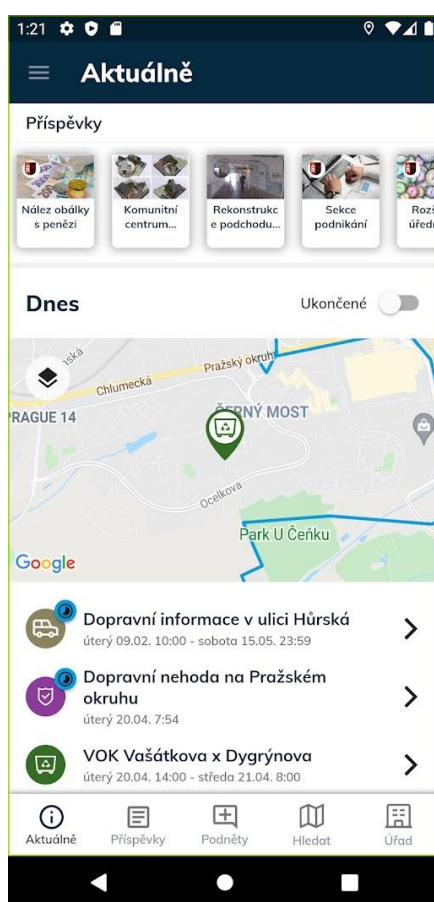 1:21
Aktuálně
Příspěvky
Nález obálky
s penězi
Komunitní
centrum...
Rekonstrukc
e podchodu...
Sekce
podnikání
Dnes
Ukončené
Chlumecká
Pražský okruh
PRAGUE 14
ČERNÝ MOST
Ocelkova
Park U Čeňku
Google
Dopravní informace v ulici Hůrská
úterý 09.02. 10:00 - sobota 15.05. 23:59
Dopravní nehoda na Pražském
okruhu
úterý 20.04. 7:54
VOK Vašátkova x Dygrýnova
úterý 20.04. 14:00 - středa 21.04. 8:00
Aktuálně
Příspěvky
Podněty
Hledat
Úřad